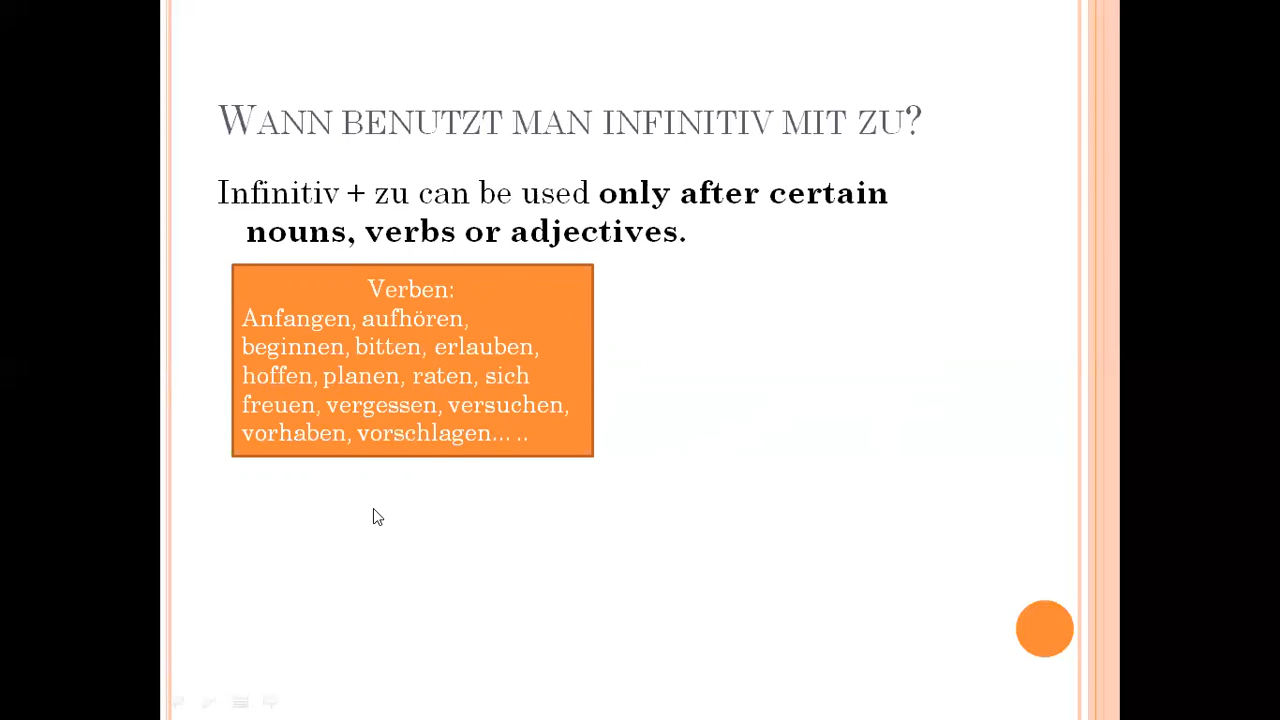 WANN BENUTZT MAN INFINITIV MIT ZU?
Infinitiv + zu can be used only after certain
nouns, verbs or adjectives.
Verben:
Anfangen, aufhören,
beginnen, bitten, erlauben,
hoffen, planen, raten, sich
freuen, vergessen, versuchen,
vorhaben, vorschlagen... ..